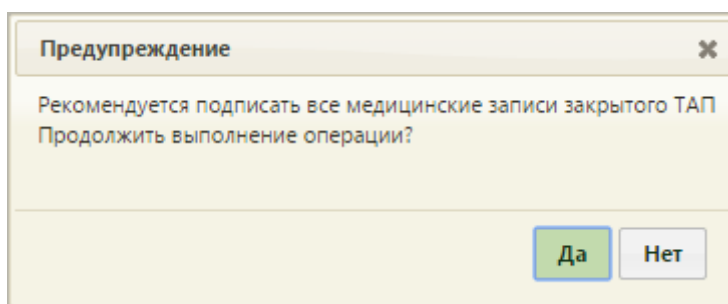 Предупреждение
Рекомендуется подписать все медицинские записи закрытого ТАП
Продолжить выполнение операции?
Да
Нет